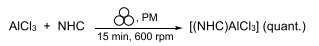 AlCl3 + NHC , PM [(NHC)AlCl3] (quant.)
15 min, 600 rpm